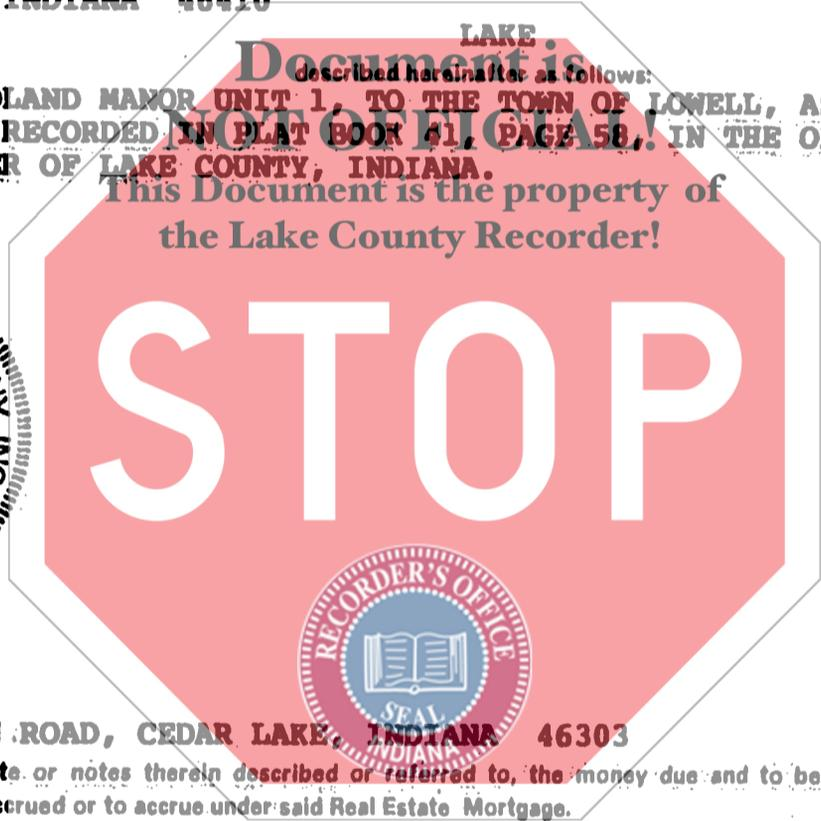 INDIANA 46410
LAKE
Document is
described hereinafter as follows:
LAND MANOR UNIT 1, TO THE TOWN OF LOWELL, A
NOT OFFICIAL!
RECORDED IN PLAT BOOK 41, PAGE 58, IN THE O
R OF LAKE COUNTY, INDIANA.
This Document is the property of
the Lake County Recorder!
STOP
RECORDER'S OFFICE
SEAL
INDIANA
ROAD, CEDAR LAKE, INDIANA 46303
te or notes therein described or referred to, the money due and to be
crued or to accrue under said Real Estate Mortgage.